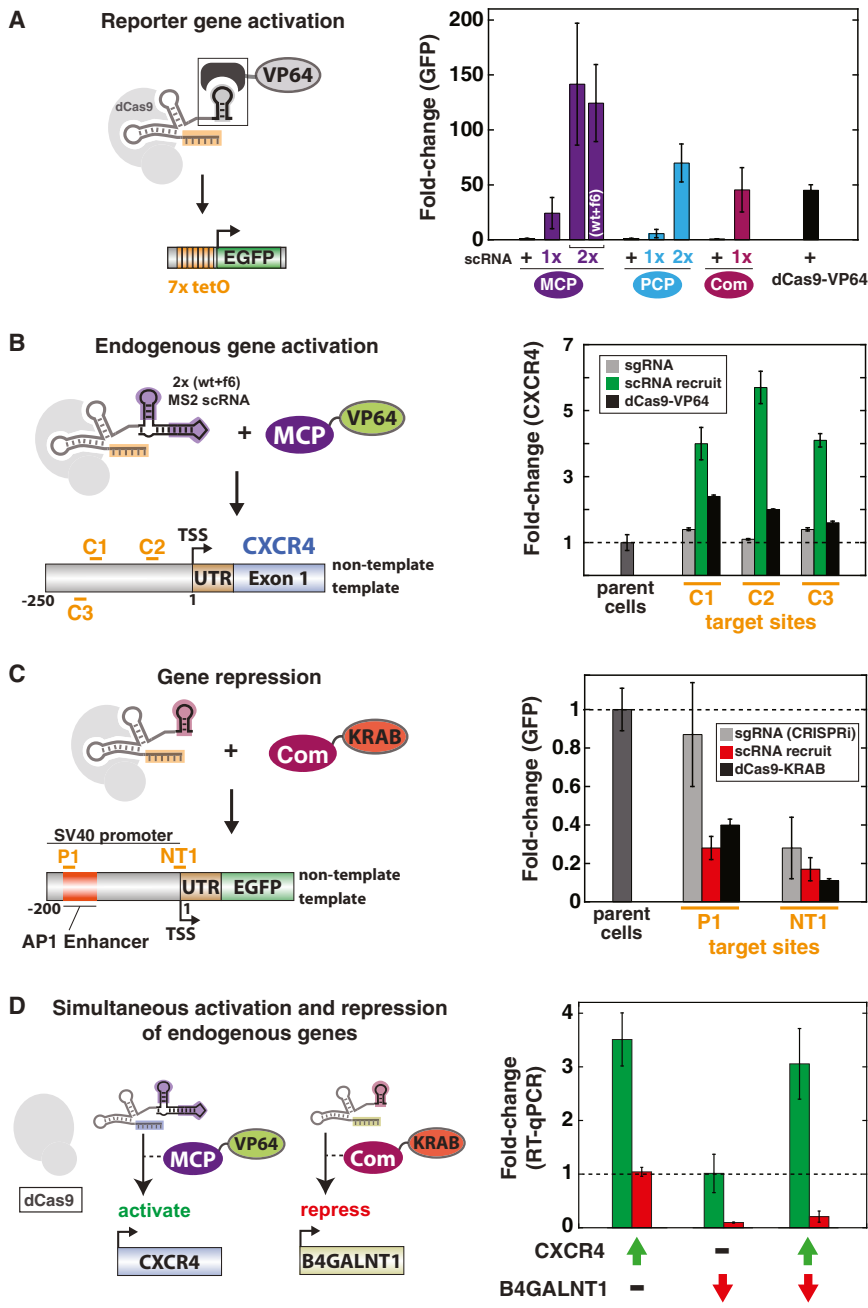 A
Reporter gene activation
VP64
dCas9
EGFP
7x tetO
Fold-change (GFP)
200
150
100
50
0
(wt+f6)
scRNA + 1x 2x + 1x 2x + 1x +
MCP PCP Com dCas9-VP64
B
Endogenous gene activation
2x (wt+f6)
MS2 scRNA
+
MCP
VP64
TSS
CXCR4
C1 C2
UTR Exon 1
non-template
template
-250
C3
1
Fold-change (CXCR4)
7
6
4
2
1
sgRNA
scRNA recruit
dCas9-VP64
parent
cells
C1 C2 C3
target sites
C
Gene repression
+
Com
KRAB
SV40 promoter
P1 NT1
UTR EGFP
non-template
template
-200
1
TSS
AP1 Enhancer
Fold-change (GFP)
1
0.8
0.6
0.4
0.2
0
sgRNA (CRISPRi)
scRNA recruit
dCas9-KRAB
parent
cells
P1 NT1
target sites
D
Simultaneous activation and repression
of endogenous genes
dCas9
MCP
VP64
Com
KRAB
activate
repress
CXCR4
B4GALNT1
Fold-change
(RT-qPCR)
4
3
2
1
0
CXCR4 –
B4GALNT1 –